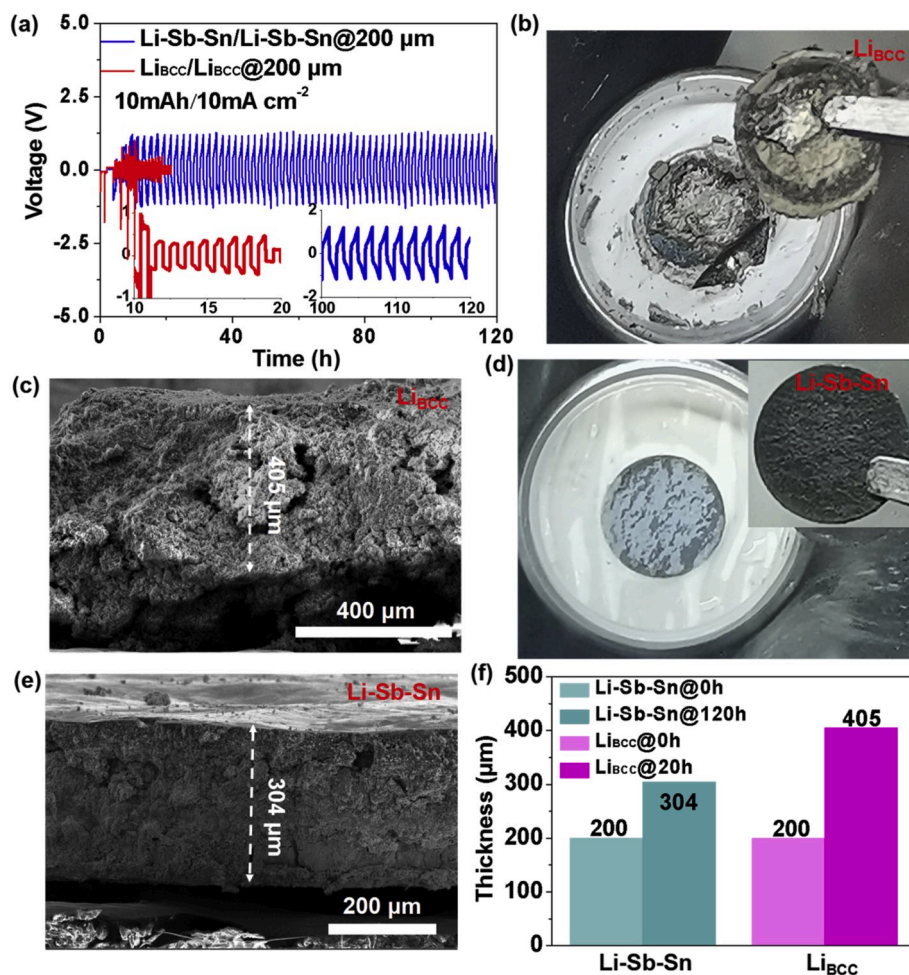 (a)
5.0
2.5
0.0
-2.5
-5.0
Voltage (V)
Li-Sb-Sn/Li-Sb-Sn@200 μm
LiBCC/LiBCC@200 μm
10mAh/10mA cm-2
1
0
-1
10
15
20
2
0
-2
100
110
120
0
40
80
120
Time (h)
(b)
LiBCC
(c)
LiBCC
405 μm
400 μm
(d)
Li-Sb-Sn
(e)
Li-Sb-Sn
304 μm
200 μm
(f)
500
400
300
200
100
0
Thickness (μm)
Li-Sb-Sn@0h
Li-Sb-Sn@120h
LiBCC@0h
LiBCC@20h
200
304
200
405
Li-Sb-Sn
LiBCC